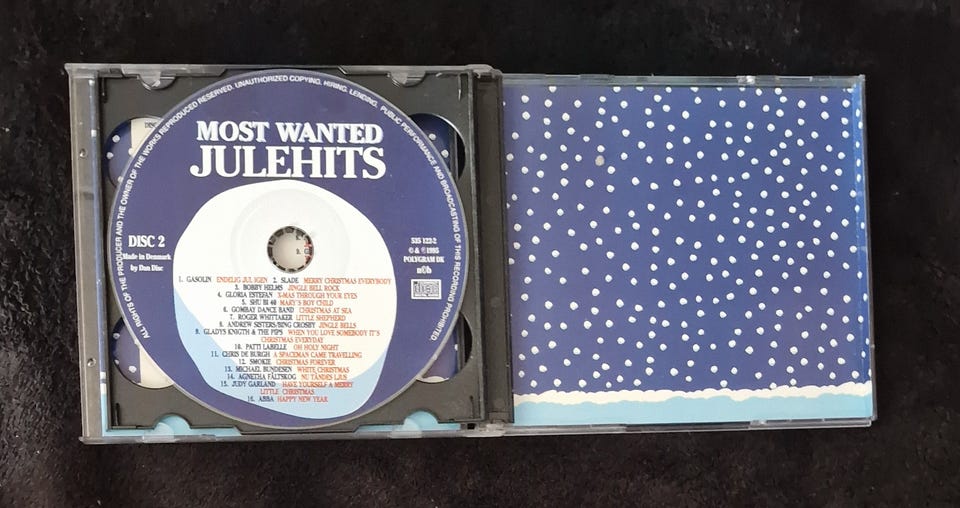 ALL RIGHTS OF THE PRODUCER AND THE OWNER OF THE WORKS REPRODUCED RESERVED. UNAUTHORIZED COPYING, HIRING, LENDING, PUBLIC PERFORMANCE AND BROADCASTING OF THIS RECORDING PROHIBITED.
DISC
MOST WANTED
JULEHITS
DISC 2
Made in Denmark
by Dan Disc
535 122-2
© & ℗ 1995
POLYGRAM DK
n©b
1. GASOLIN ENDELIG JUL IGEN 2. SLADE MERRY CHRISTMAS EVERYBODY
3. BOBBY HELMS JINGLE BELL ROCK
4. GLORIA ESTEFAN X-MAS THROUGH YOUR EYES
5. SHU BI 40 MARY'S BOY CHILD
6. GOMBAY DANCE BAND CHRISTMAS AT SEA
7. ROGER WHITTAKER LITTLE SHEPHERD
8. ANDREW SISTERS/BING CROSBY JINGLE BELLS
9. GLADYS KNIGTH & THE PIPS WHEN YOU LOVE SOMEBODY IT'S
CHRISTMAS EVERYDAY
10. PATTI LABELLE OH HOLY NIGHT
11. CHRIS DE BURGH A SPACEMAN CAME TRAVELLING
12. SMOKIE CHRISTMAS FOREVER
13. MICHAEL BUNDESEN WHITE CHRISTMAS
14. AGNETHA FÄLTSKOG NU TÄNDES LJUS
15. JUDY GARLAND HAVE YOURSELF A MERRY
LITTLE CHRISTMAS
16. ABBA HAPPY NEW YEAR